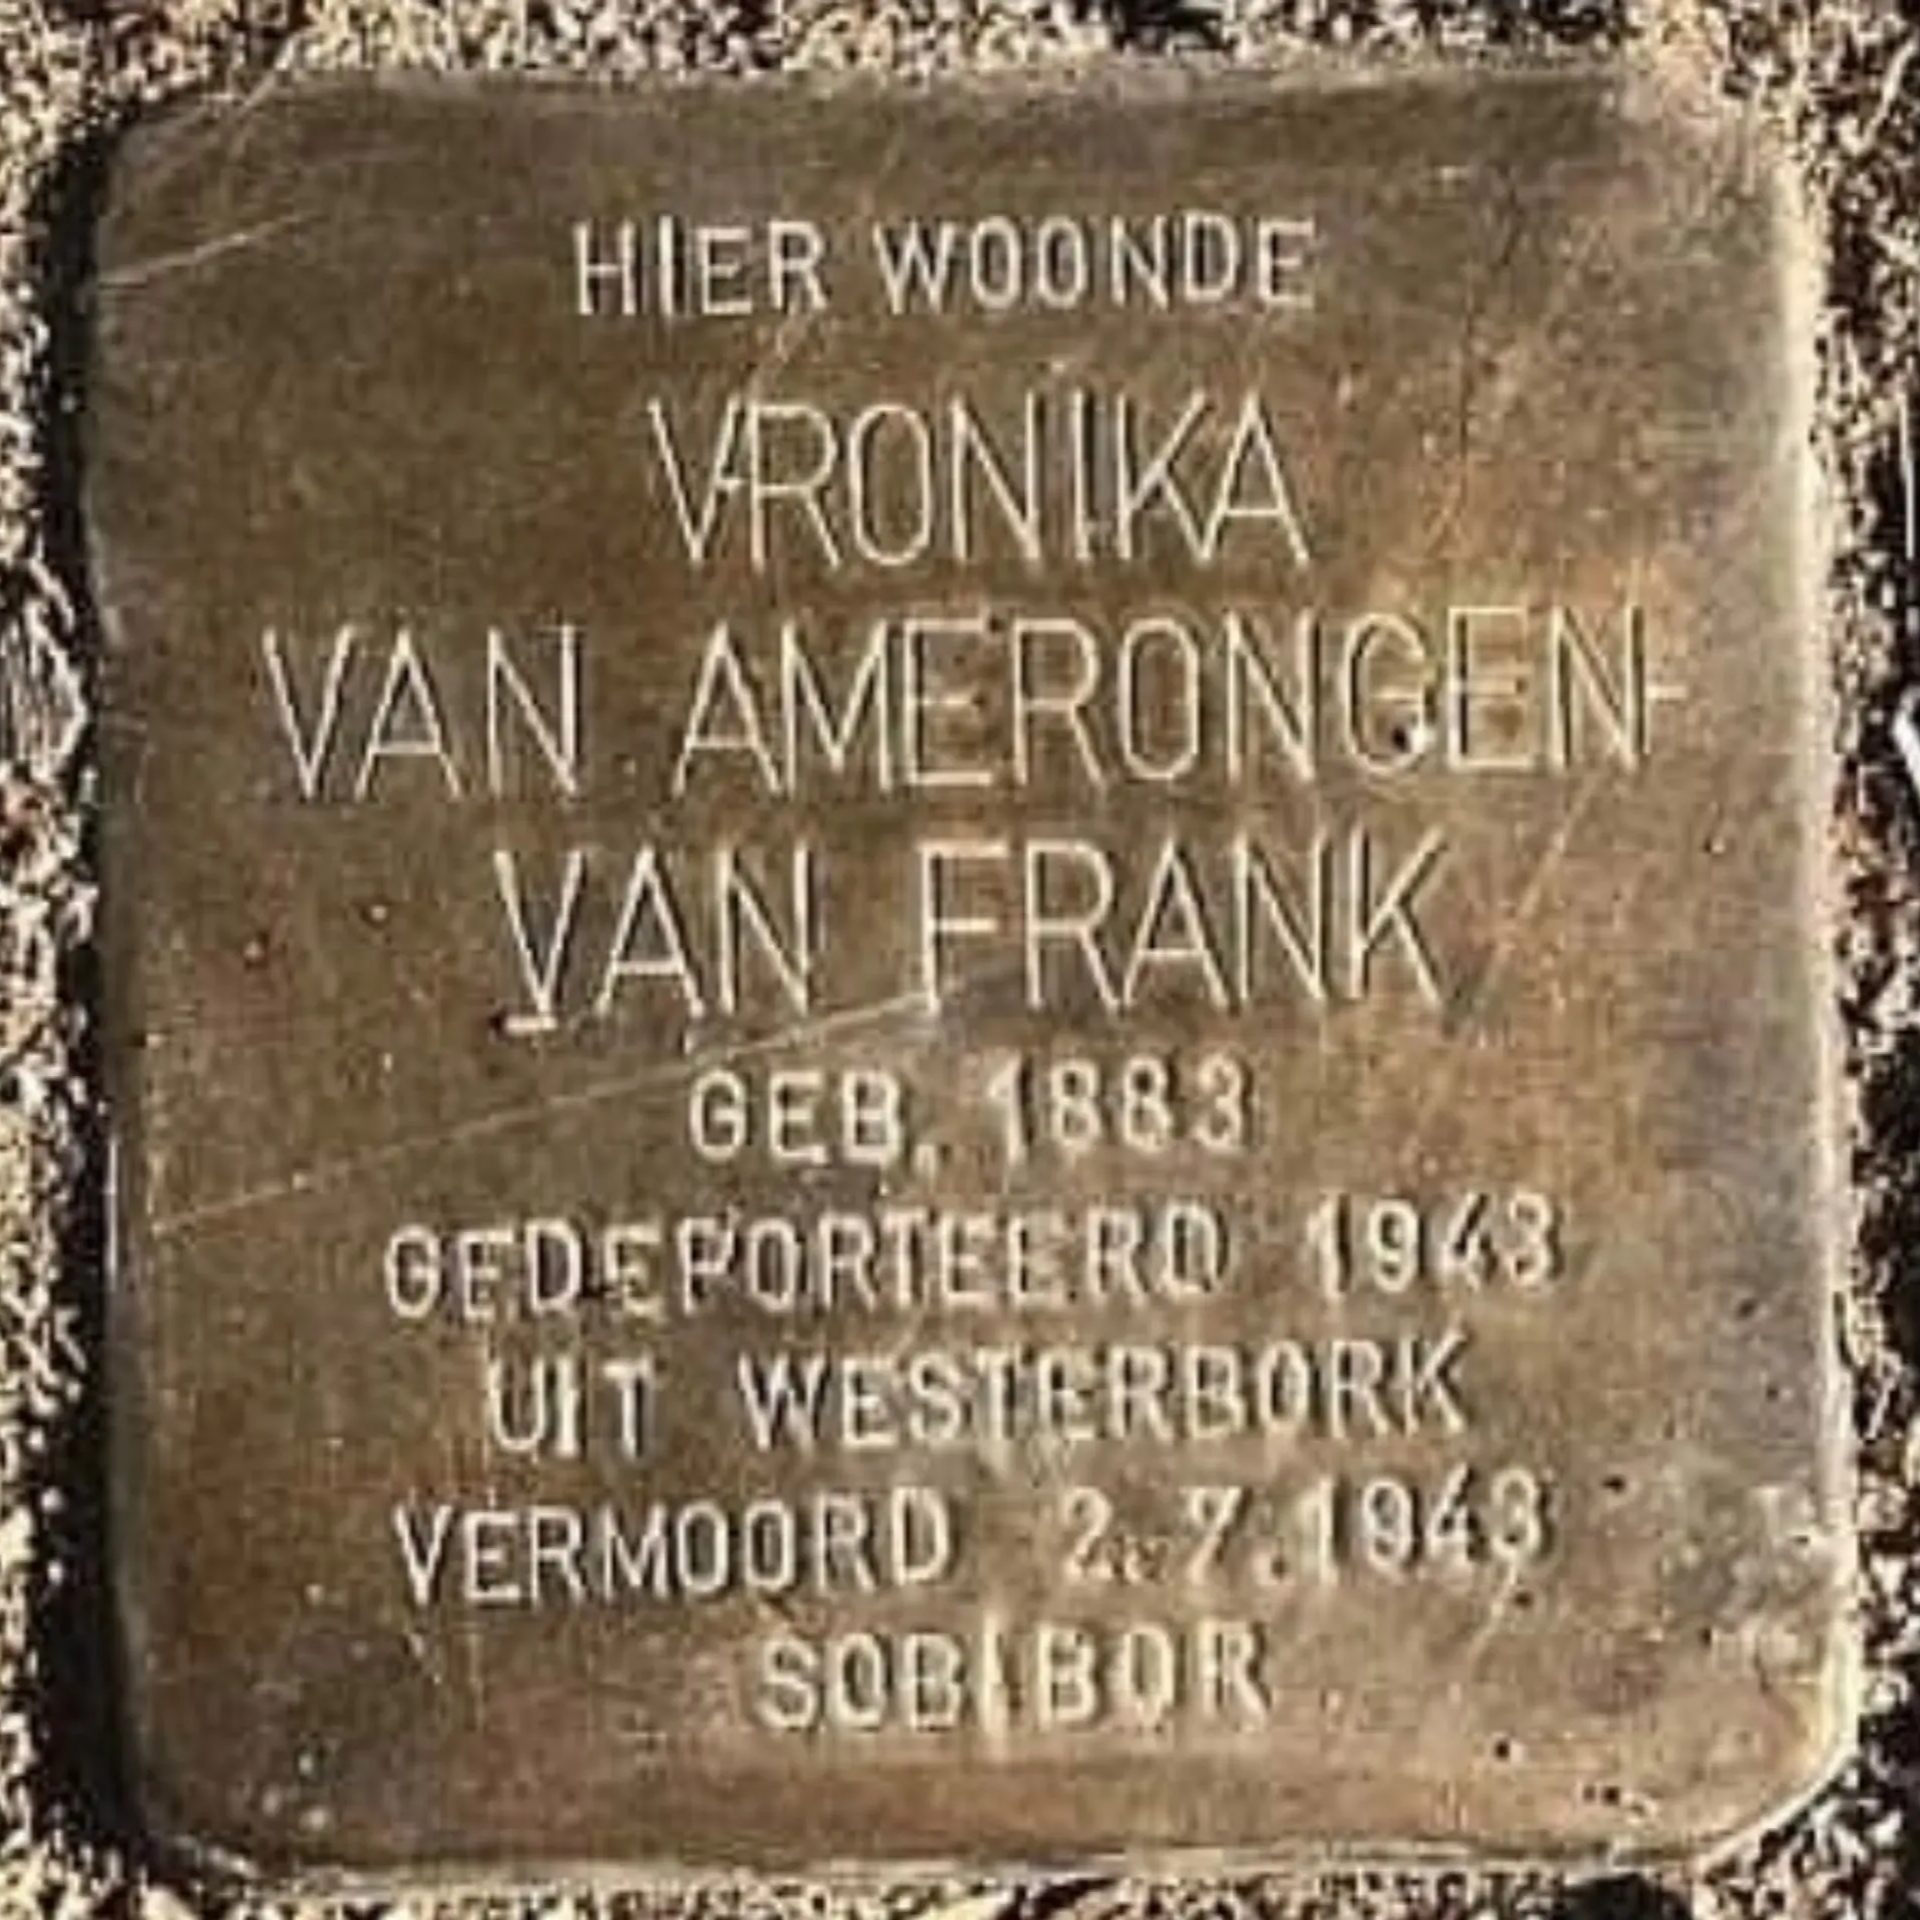 HIER WOONDE
VRONIKA
VAN AMERONGEN-
VAN FRANK
GEB. 1883
GEDEPORTEERD 1943
UIT WESTERBORK
VERMOORD 2.7.1943
SOBIBOR